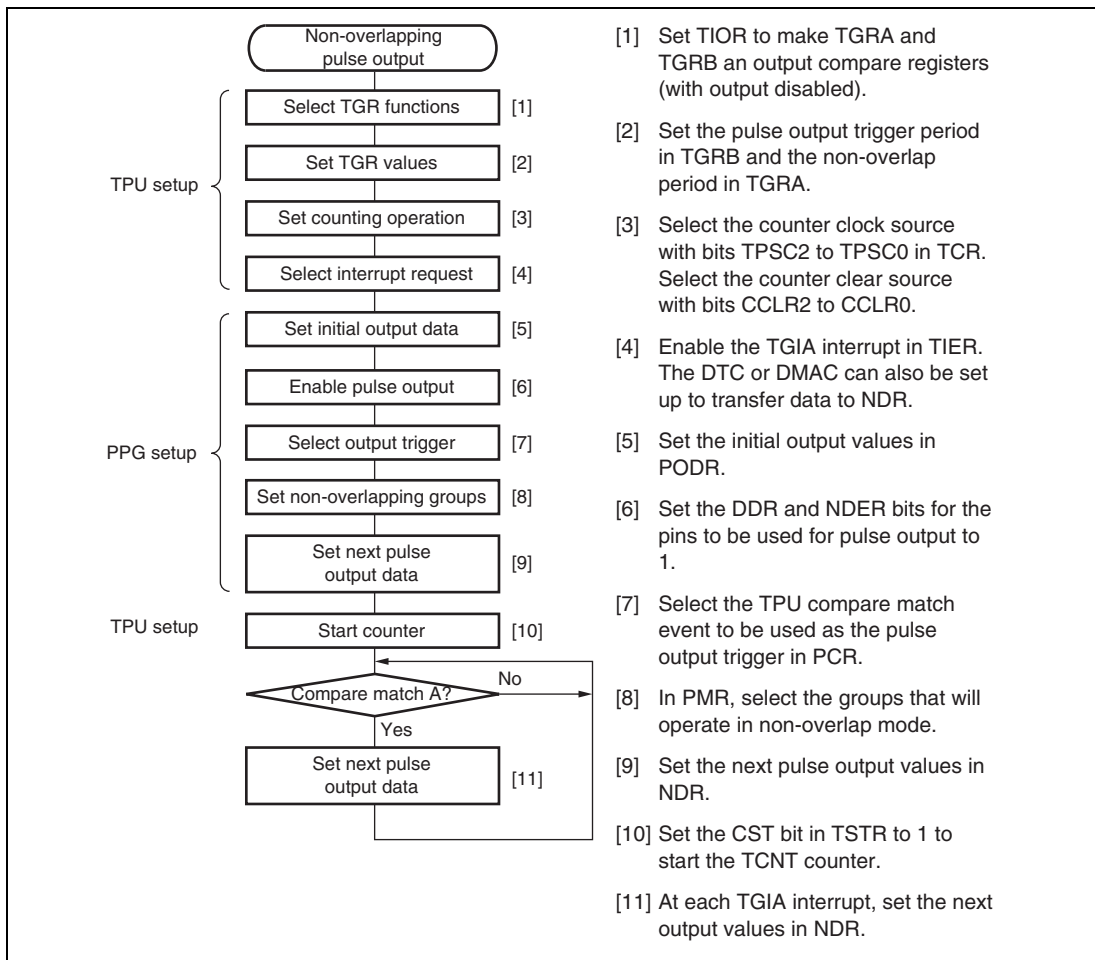 Non-overlapping
pulse output
TPU setup
Select TGR functions
[1]
Set TGR values
[2]
Set counting operation
[3]
Select interrupt request
[4]
PPG setup
Set initial output data
[5]
Enable pulse output
[6]
Select output trigger
[7]
Set non-overlapping groups
[8]
Set next pulse
output data
[9]
TPU setup
Start counter
[10]
Compare match A?
No
Yes
Set next pulse
output data
[11]
[1] Set TIOR to make TGRA and
TGRB an output compare registers
(with output disabled).
[2] Set the pulse output trigger period
in TGRB and the non-overlap
period in TGRA.
[3] Select the counter clock source
with bits TPSC2 to TPSC0 in TCR.
Select the counter clear source
with bits CCLR2 to CCLR0.
[4] Enable the TGIA interrupt in TIER.
The DTC or DMAC can also be set
up to transfer data to NDR.
[5] Set the initial output values in
PODR.
[6] Set the DDR and NDER bits for the
pins to be used for pulse output to
1.
[7] Select the TPU compare match
event to be used as the pulse
output trigger in PCR.
[8] In PMR, select the groups that will
operate in non-overlap mode.
[9] Set the next pulse output values in
NDR.
[10] Set the CST bit in TSTR to 1 to
start the TCNT counter.
[11] At each TGIA interrupt, set the next
output values in NDR.